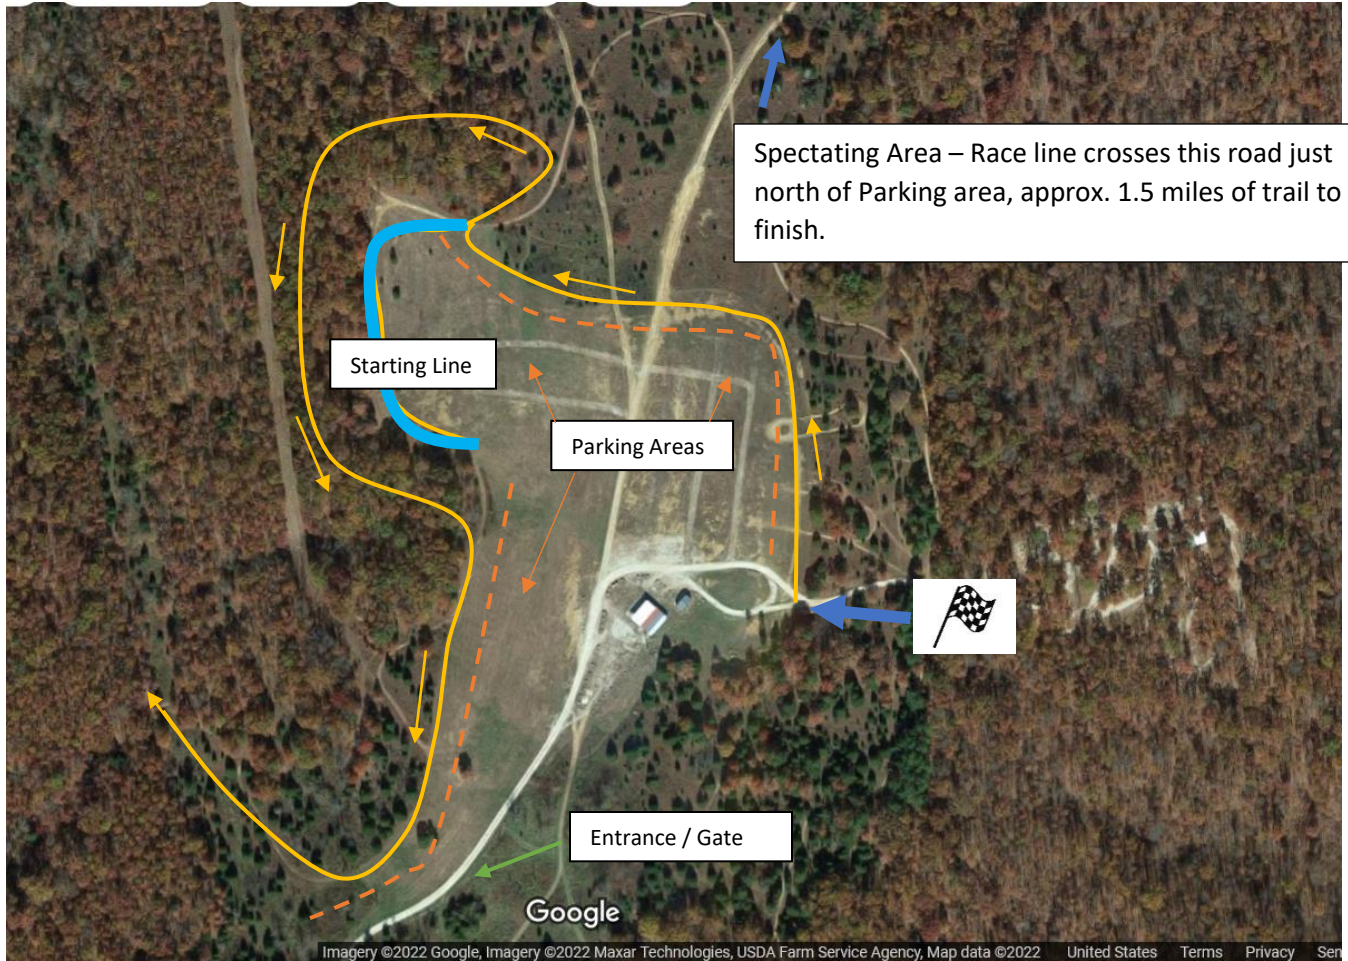 Spectating Area – Race line crosses this road just
north of Parking area, approx. 1.5 miles of trail to
finish.
Starting Line
Parking Areas
Entrance / Gate
Google
Imagery ©2022 Google, Imagery ©2022 Maxar Technologies, USDA Farm Service Agency, Map data ©2022 United States Terms Privacy Sen